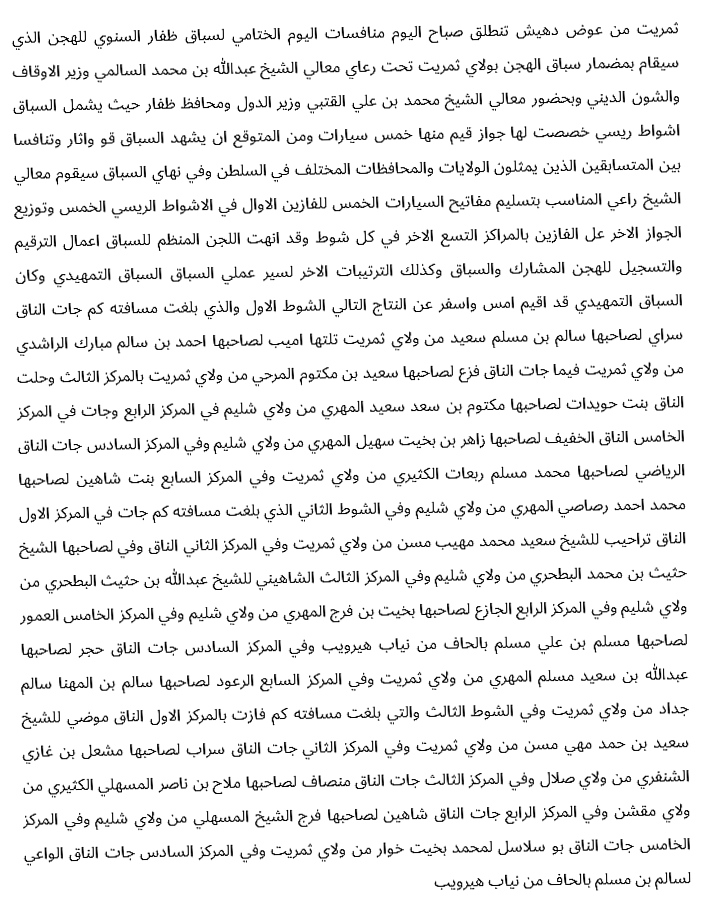 ثمريت من عوض دهيش تنطلق صباح اليوم منافسات اليوم الختامي لسباق ظفار السنوي للهجن الذي
سيقام بمضمار سباق الهجن بولاي ثمريت تحت رعاي معالي الشيخ عبدالله بن محمد السالمي وزير الاوقاف
والشون الديني وبحضور معالي الشيخ محمد بن علي القتبي وزير الدول ومحافظ ظفار حيث يشمل السباق
اشواط ريسي خصصت لها جواز قيم منها خمس سيارات ومن المتوقع ان يشهد السباق قو واثار وتنافسا
بين المتسابقين الذين يمثلون الولايات والمحافظات المختلف في السلطن وفي نهاي السباق سيقوم معالي
الشيخ راعي المناسب بتسليم مفاتيح السيارات الخمس للفازين الاوال في الاشواط الريسي الخمس وتوزيع
الجواز الاخر عل الفازين بالمراكز التسع الاخر في كل شوط وقد انهت اللجن المنظم للسباق اعمال الترقيم
والتسجيل للهجن المشارك والسباق وكذلك الترتيبات الاخر لسير عملي السباق السباق التمهيدي وكان
السباق التمهيدي قد اقيم امس واسفر عن النتاج التالي الشوط الاول والذي بلغت مسافته كم جات الناق
سراي لصاحبها سالم بن مسلم سعيد من ولاي ثمريت تلتها اميب لصاحبها احمد بن سالم مبارك الراشدي
من ولاي ثمريت فيما جات الناق فزع لصاحبها سعيد بن مكتوم المرحي من ولاي ثمريت بالمركز الثالث وحلت
الناق بنت حويدات لصاحبها مكتوم بن سعد سعيد المهري من ولاي شليم في المركز الرابع وجات في المركز
الخامس الناق الخفيف لصاحبها زاهر بن بخيت سهيل المهري من ولاي شليم وفي المركز السادس جات الناق
الرياضي لصاحبها محمد مسلم ربعات الكثيري من ولاي ثمريت وفي المركز السابع بنت شاهين لصاحبها
محمد احمد رصاصي المهري من ولاي شليم وفي الشوط الثاني الذي بلغت مسافته كم جات في المركز الاول
الناق تراحيب للشيخ سعيد محمد مهيب مسن من ولاي ثمريت وفي المركز الثاني الناق وفي لصاحبها الشيخ
حثيث بن محمد البطحري من ولاي شليم وفي المركز الثالث الشاهيني للشيخ عبدالله بن حثيث البطحري من
ولاي شليم وفي المركز الرابع الجازع لصاحبها بخيت بن فرج المهري من ولاي شليم وفي المركز الخامس العمور
لصاحبها مسلم بن علي مسلم بالحاف من نياب هيرويب وفي المركز السادس جات الناق حجر لصاحبها
عبدالله بن سعيد مسلم المهري من ولاي ثمريت وفي المركز السابع الرعود لصاحبها سالم بن المهنا سالم
جداد من ولاي ثمريت وفي الشوط الثالث والتي بلغت مسافته كم فازت بالمركز الاول الناق موضي للشيخ
سعيد بن حمد مهي مسن من ولاي ثمريت وفي المركز الثاني جات الناق سراب لصاحبها مشعل بن غازي
الشنفري من ولاي صلال وفي المركز الثالث جات الناق منصاف لصاحبها ملاح بن ناصر المسهلي الكثيري من
ولاي مقشن وفي المركز الرابع جات الناق شاهين لصاحبها فرج الشيخ المسهلي من ولاي شليم وفي المركز
الخامس جات الناق بو سلاسل لمحمد بخيت خوار من ولاي ثمريت وفي المركز السادس جات الناق الواعي
لسالم بن مسلم بالحاف من نياب هيرويب